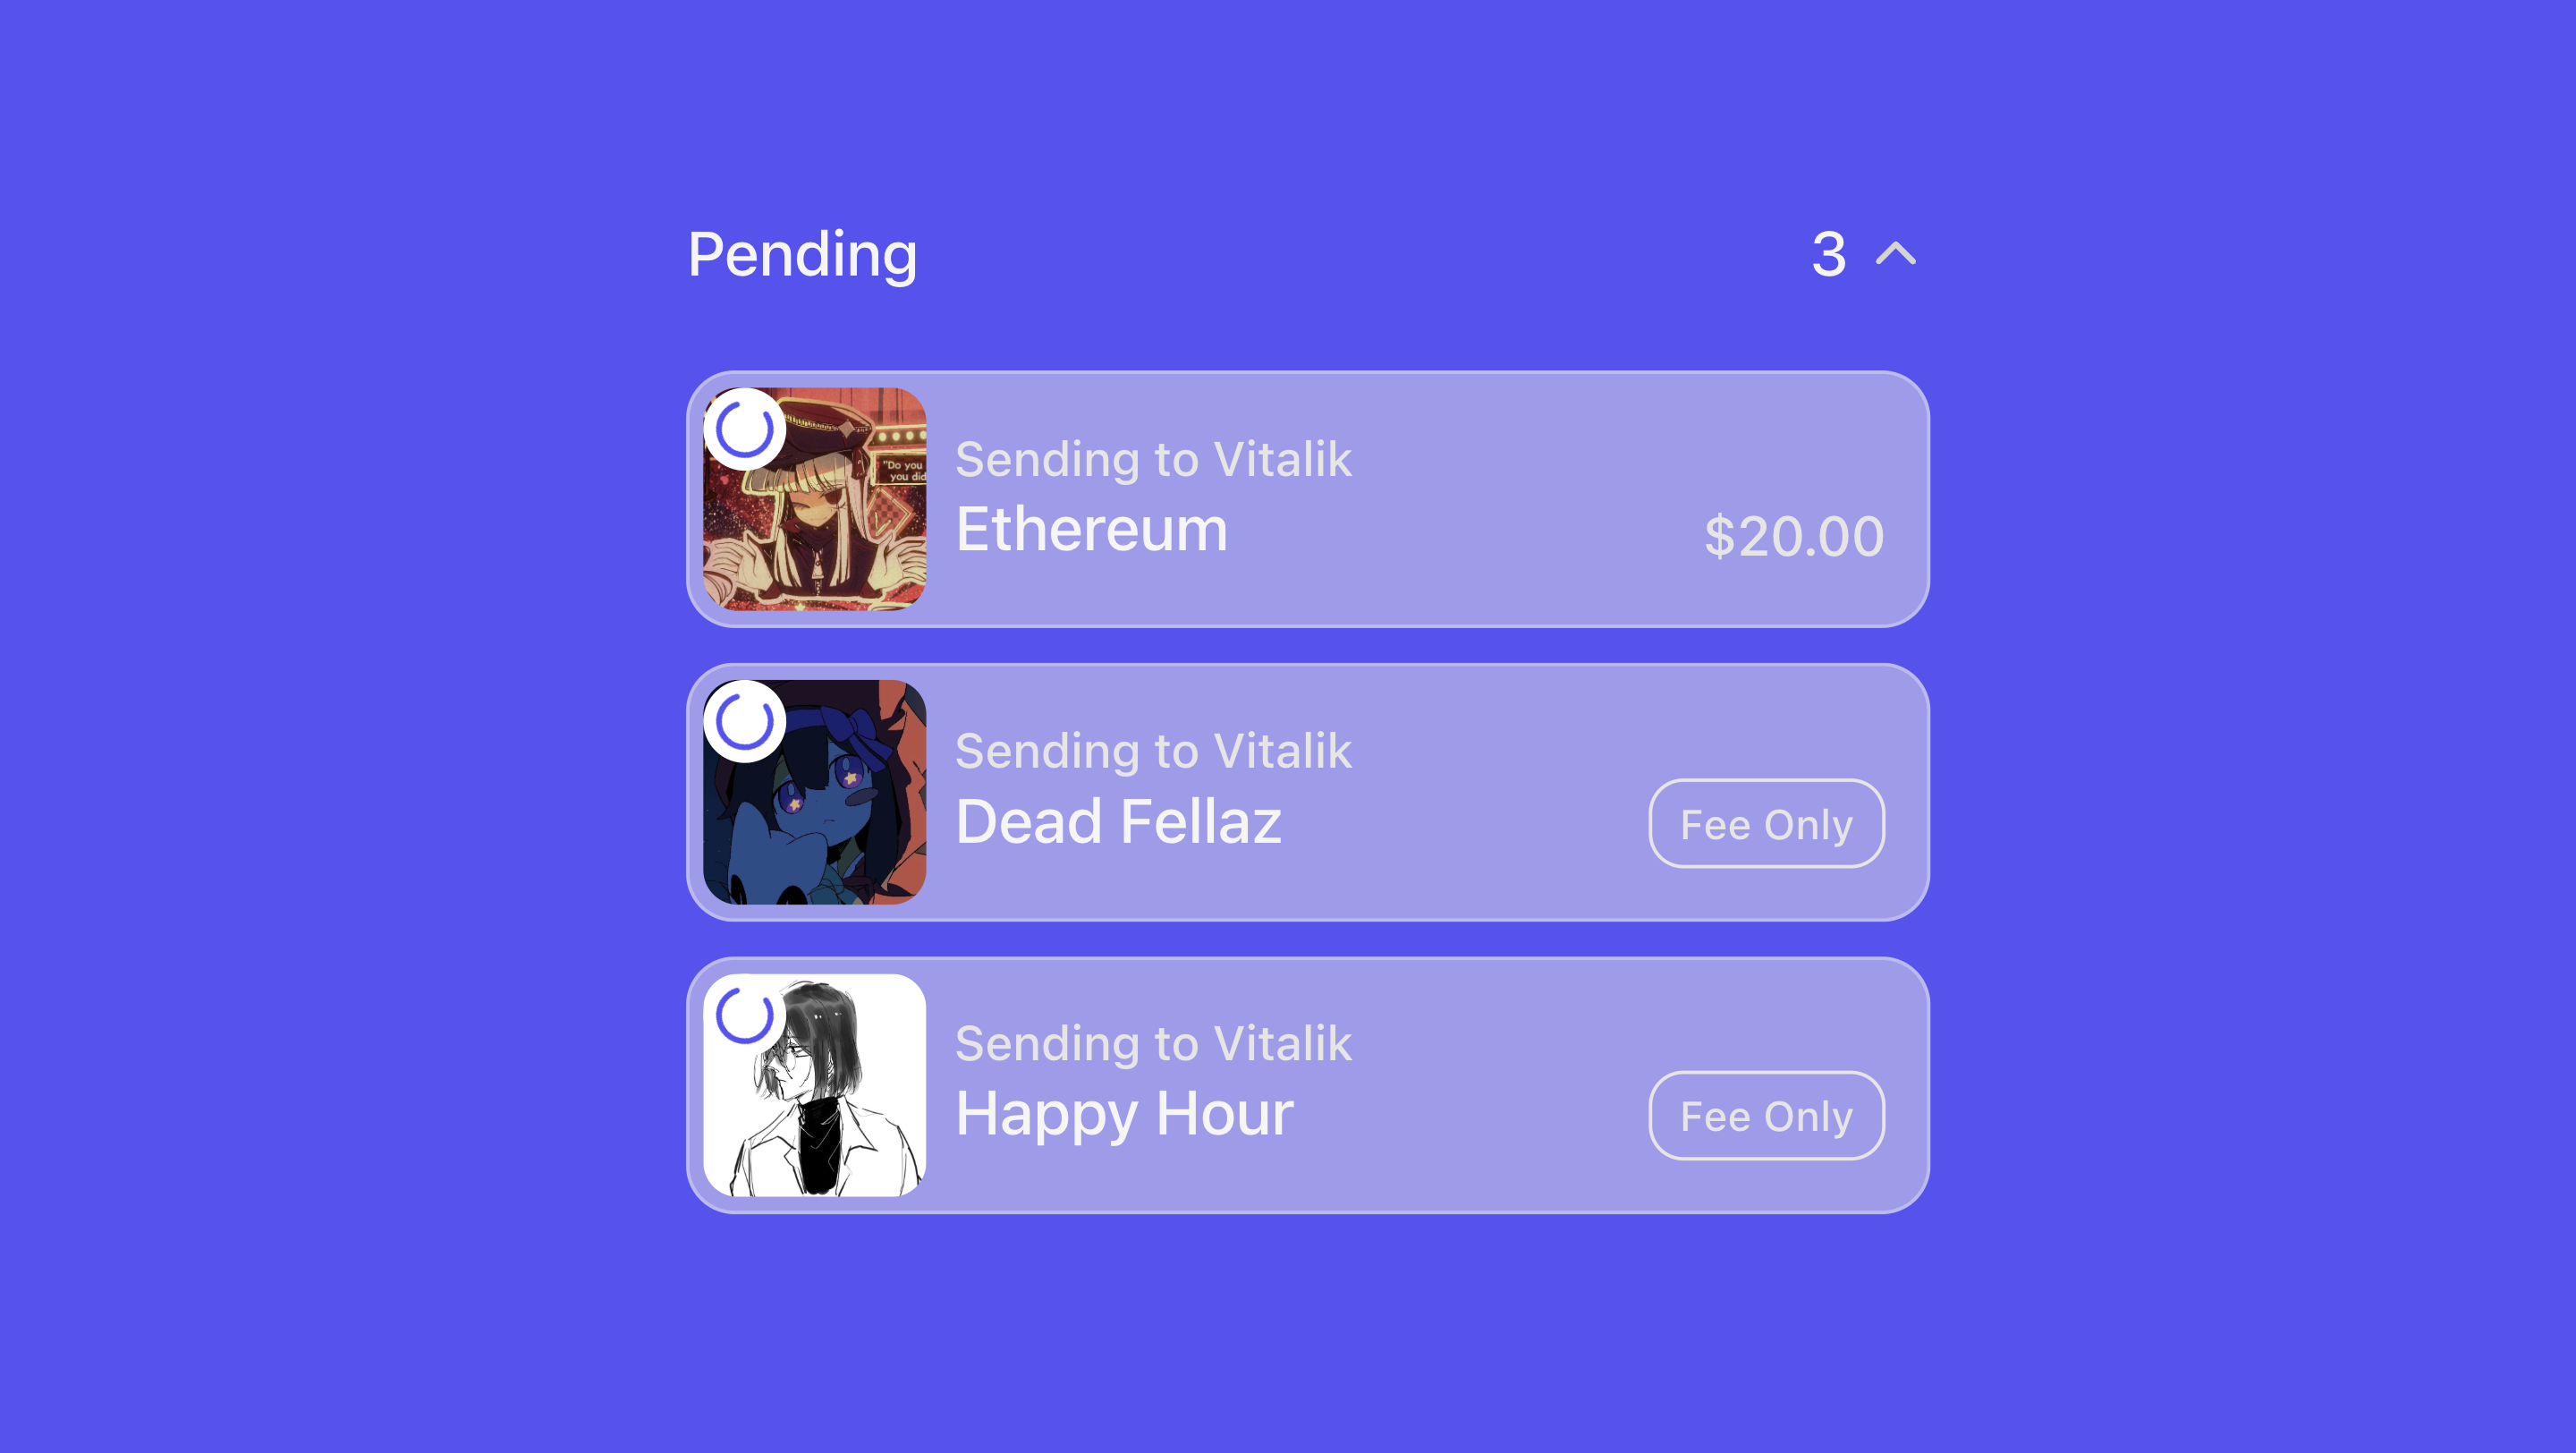 Pending
3
"Do you
you did
Sending to Vitalik
Ethereum
$20.00
Sending to Vitalik
Dead Fellaz
Fee Only
Sending to Vitalik
Happy Hour
Fee Only